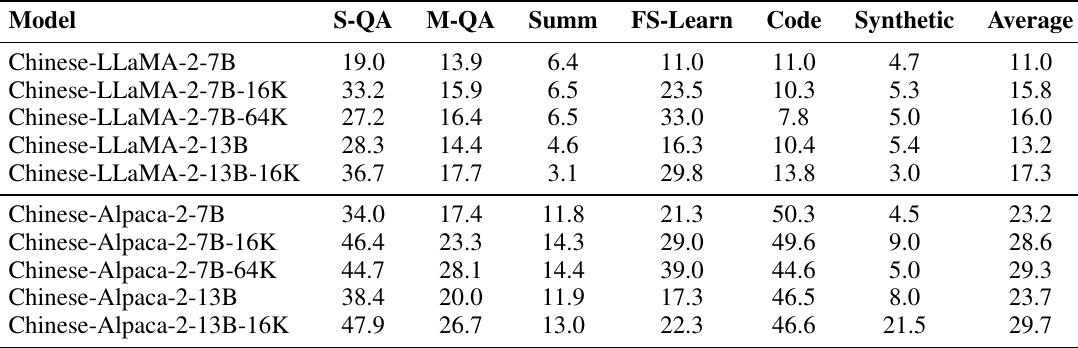 Model S-QA M-QA Summ FS-Learn Code Synthetic Average
Chinese-LLaMA-2-7B 19.0 13.9 6.4 11.0 11.0 4.7 11.0
Chinese-LLaMA-2-7B-16K 33.2 15.9 6.5 23.5 10.3 5.3 15.8
Chinese-LLaMA-2-7B-64K 27.2 16.4 6.5 33.0 7.8 5.0 16.0
Chinese-LLaMA-2-13B 28.3 14.4 4.6 16.3 10.4 5.4 13.2
Chinese-LLaMA-2-13B-16K 36.7 17.7 3.1 29.8 13.8 3.0 17.3
Chinese-Alpaca-2-7B 34.0 17.4 11.8 21.3 50.3 4.5 23.2
Chinese-Alpaca-2-7B-16K 46.4 23.3 14.3 29.0 49.6 9.0 28.6
Chinese-Alpaca-2-7B-64K 44.7 28.1 14.4 39.0 44.6 5.0 29.3
Chinese-Alpaca-2-13B 38.4 20.0 11.9 17.3 46.5 8.0 23.7
Chinese-Alpaca-2-13B-16K 47.9 26.7 13.0 22.3 46.6 21.5 29.7